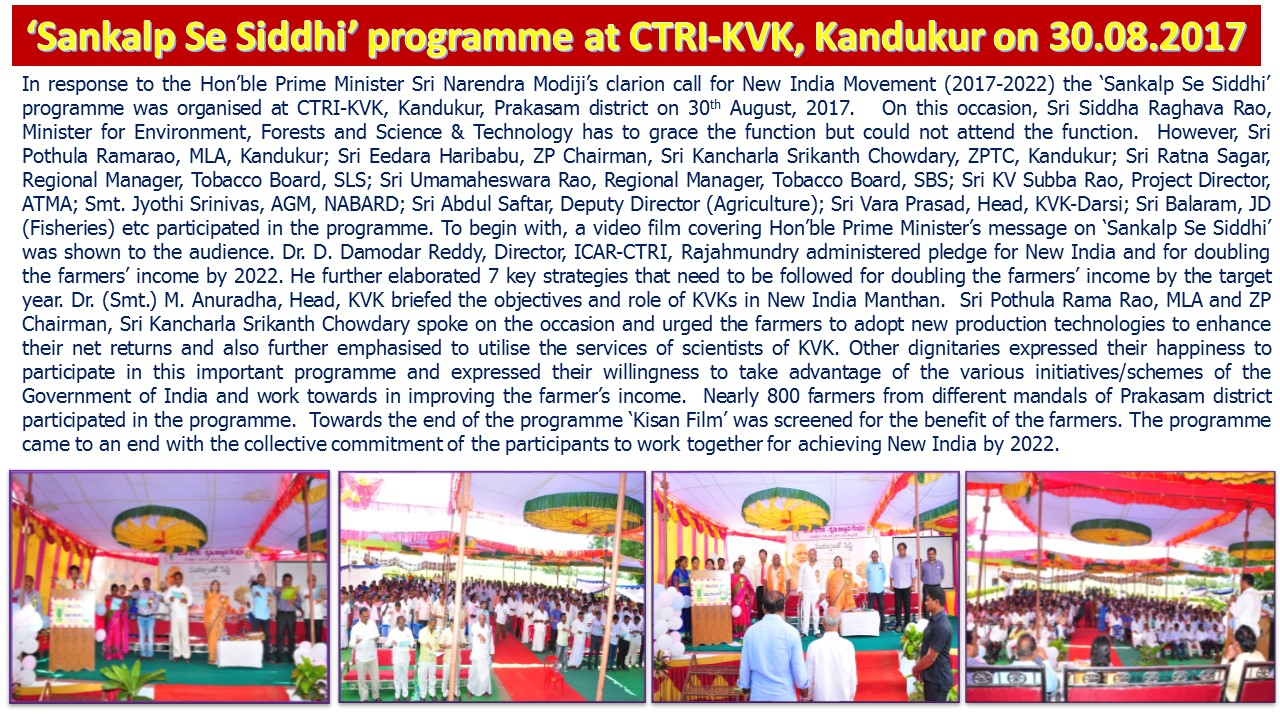 ‘Sankalp Se Siddhi’ programme at CTRI-KVK, Kandukur on 30.08.2017
In response to the Hon’ble Prime Minister Sri Narendra Modiji’s clarion call for New India Movement (2017-2022) the ‘Sankalp Se Siddhi’
programme was organised at CTRI-KVK, Kandukur, Prakasam district on 30th August, 2017. On this occasion, Sri Siddha Raghava Rao,
Minister for Environment, Forests and Science & Technology has to grace the function but could not attend the function. However, Sri
Pothula Ramarao, MLA, Kandukur; Sri Eedara Haribabu, ZP Chairman, Sri Kancharla Srikanth Chowdary, ZPTC, Kandukur; Sri Ratna Sagar,
Regional Manager, Tobacco Board, SLS; Sri Umamaheswara Rao, Regional Manager, Tobacco Board, SBS; Sri KV Subba Rao, Project Director,
ATMA; Smt. Jyothi Srinivas, AGM, NABARD; Sri Abdul Saftar, Deputy Director (Agriculture); Sri Vara Prasad, Head, KVK-Darsi; Sri Balaram, JD
(Fisheries) etc participated in the programme. To begin with, a video film covering Hon’ble Prime Minister’s message on ‘Sankalp Se Siddhi’
was shown to the audience. Dr. D. Damodar Reddy, Director, ICAR-CTRI, Rajahmundry administered pledge for New India and for doubling
the farmers’ income by 2022. He further elaborated 7 key strategies that need to be followed for doubling the farmers’ income by the target
year. Dr. (Smt.) M. Anuradha, Head, KVK briefed the objectives and role of KVKs in New India Manthan. Sri Pothula Rama Rao, MLA and ZP
Chairman, Sri Kancharla Srikanth Chowdary spoke on the occasion and urged the farmers to adopt new production technologies to enhance
their net returns and also further emphasised to utilise the services of scientists of KVK. Other dignitaries expressed their happiness to
participate in this important programme and expressed their willingness to take advantage of the various initiatives/schemes of the
Government of India and work towards in improving the farmer’s income. Nearly 800 farmers from different mandals of Prakasam district
participated in the programme. Towards the end of the programme ‘Kisan Film’ was screened for the benefit of the farmers. The programme
came to an end with the collective commitment of the participants to work together for achieving New India by 2022.